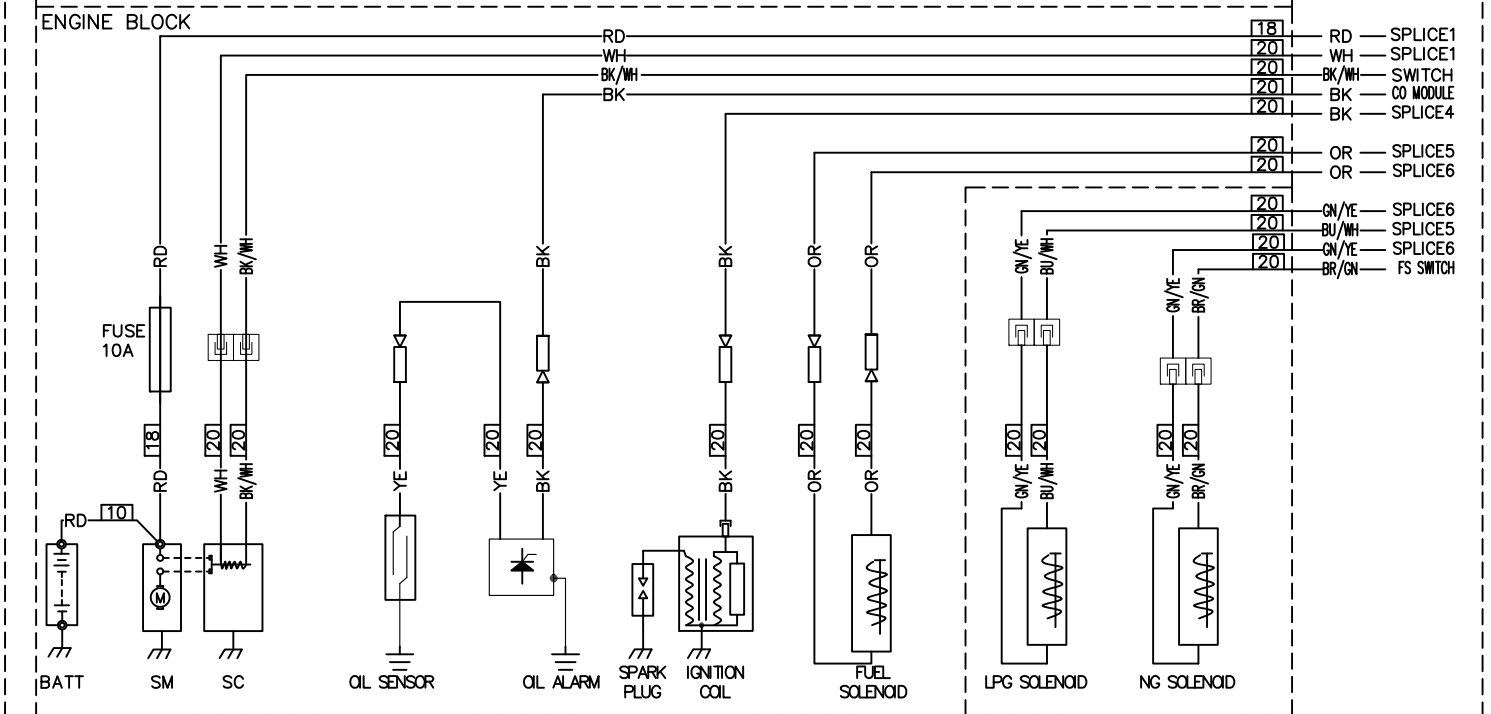 ENGINE BLOCK
RD 18 RD SPLICE1
WH 20 WH SPLICE1
BK/WH 20 BK/WH SWITCH
BK 20 BK CO MODULE
20 BK SPLICE4
20 OR SPLICE5
20 OR SPLICE6
20 GN/YE SPLICE6
20 BU/WH SPLICE5
20 GN/YE SPLICE6
20 BR/GN FS SWITCH
RD WH BK/WH BK BK OR OR GN/YE BU/WH
GN/YE BR/GN
FUSE
10A
18 20 20 20 20 20 20 20 20 20 20 20 20
RD WH BK/WH YE YE BK BK OR OR GN/YE BU/WH GN/YE BR/GN
RD 10
M
BATT SM SC OIL SENSOR OIL ALARM
SPARK
PLUG
IGNITION
COIL
FUEL
SOLENOID
LPG SOLENOID NG SOLENOID